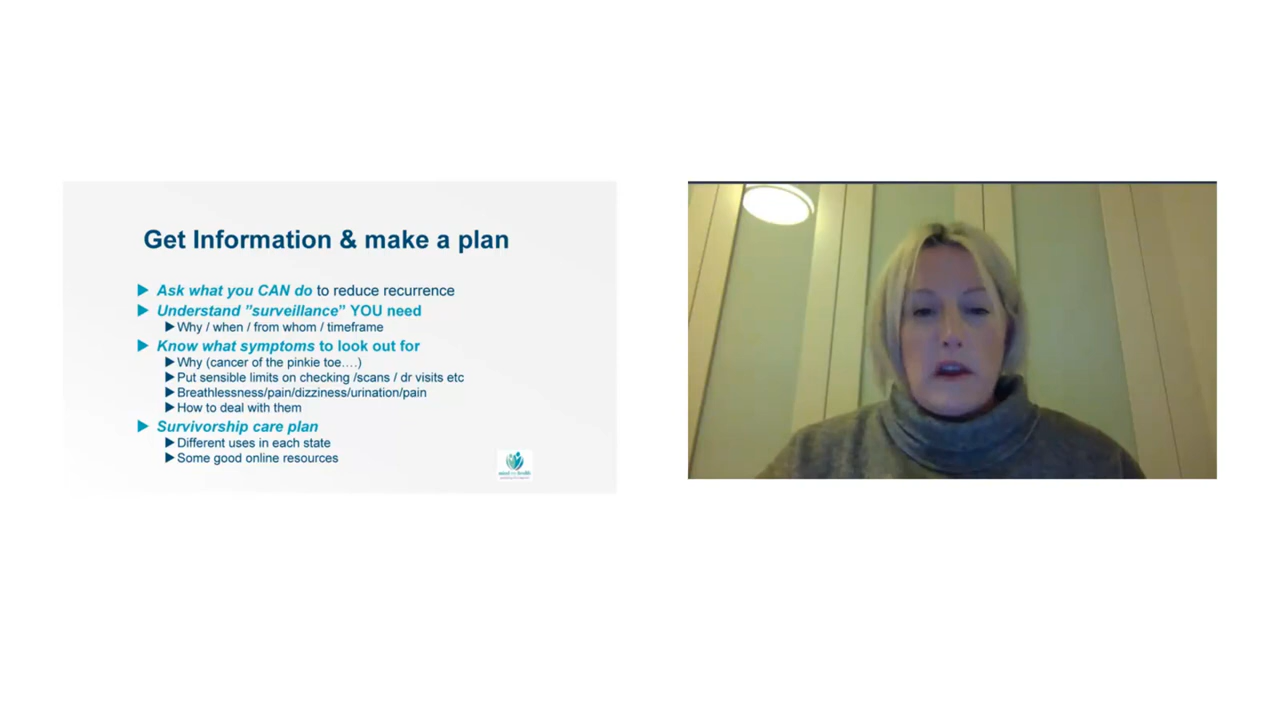 Get Information & make a plan
Ask what you CAN do to reduce recurrence
Understand ”surveillance” YOU need
Why / when / from whom / timeframe
Know what symptoms to look out for
Why (cancer of the pinkie toe….)
Put sensible limits on checking /scans / dr visits etc
Breathlessness/pain/dizziness/urination/pain
How to deal with them
Survivorship care plan
Different uses in each state
Some good online resources